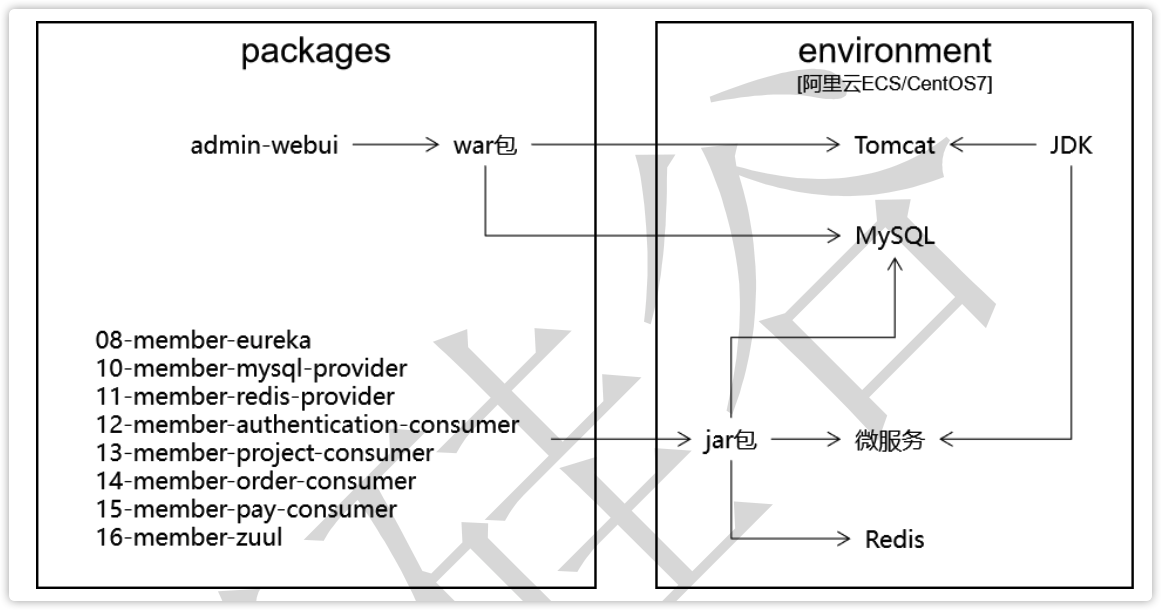 packages
admin-webui
war包
08-member-eureka
10-member-mysql-provider
11-member-redis-provider
12-member-authentication-consumer
13-member-project-consumer
14-member-order-consumer
15-member-pay-consumer
16-member-zuul
environment
[阿里云ECS/CentOS7]
Tomcat
JDK
MySQL
jar包
微服务
Redis